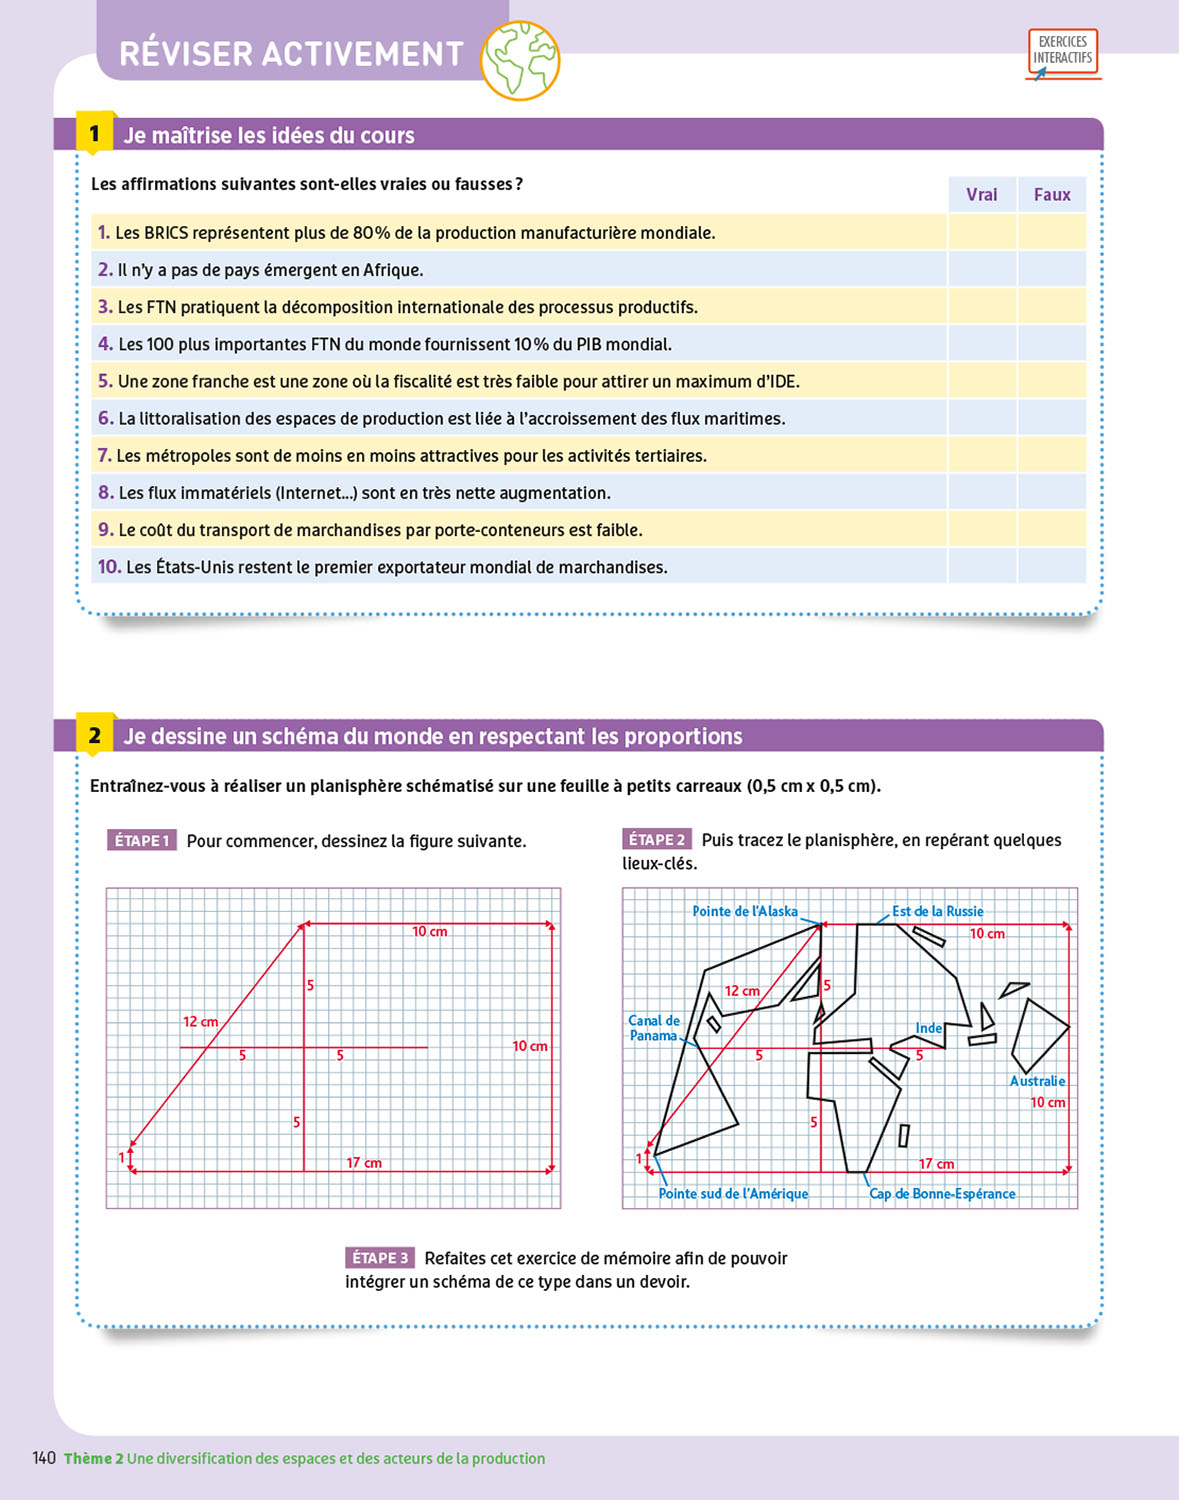 RÉVISER ACTIVEMENT
EXERCICES
INTERACTIFS
1 Je maîtrise les idées du cours
Les affirmations suivantes sont-elles vraies ou fausses ?
Vrai Faux
1. Les BRICS représentent plus de 80 % de la production manufacturière mondiale.
2. Il n'y a pas de pays émergent en Afrique.
3. Les FTN pratiquent la décomposition internationale des processus productifs.
4. Les 100 plus importantes FTN du monde fournissent 10 % du PIB mondial.
5. Une zone franche est une zone où la fiscalité est très faible pour attirer un maximum d'IDE.
6. La littoralisation des espaces de production est liée à l'accroissement des flux maritimes.
7. Les métropoles sont de moins en moins attractives pour les activités tertiaires.
8. Les flux immatériels (Internet...) sont en très nette augmentation.
9. Le coût du transport de marchandises par porte-conteneurs est faible.
10. Les États-Unis restent le premier exportateur mondial de marchandises.
2 Je dessine un schéma du monde en respectant les proportions
Entraînez-vous à réaliser un planisphère schématisé sur une feuille à petits carreaux (0,5 cm x 0,5 cm).
ÉTAPE 1 Pour commencer, dessinez la figure suivante.
10 cm
5
12 cm
5
5
10 cm
5
1
17 cm
ÉTAPE 2 Puis tracez le planisphère, en repérant quelques
lieux-clés.
Pointe de l'Alaska
Est de la Russie
10 cm
12 cm
5
Canal de
Panama
Inde
5
5
Australie
10 cm
5
1
17 cm
Pointe sud de l'Amérique
Cap de Bonne-Espérance
ÉTAPE 3 Refaites cet exercice de mémoire afin de pouvoir
intégrer un schéma de ce type dans un devoir.
140 Thème 2 Une diversification des espaces et des acteurs de la production